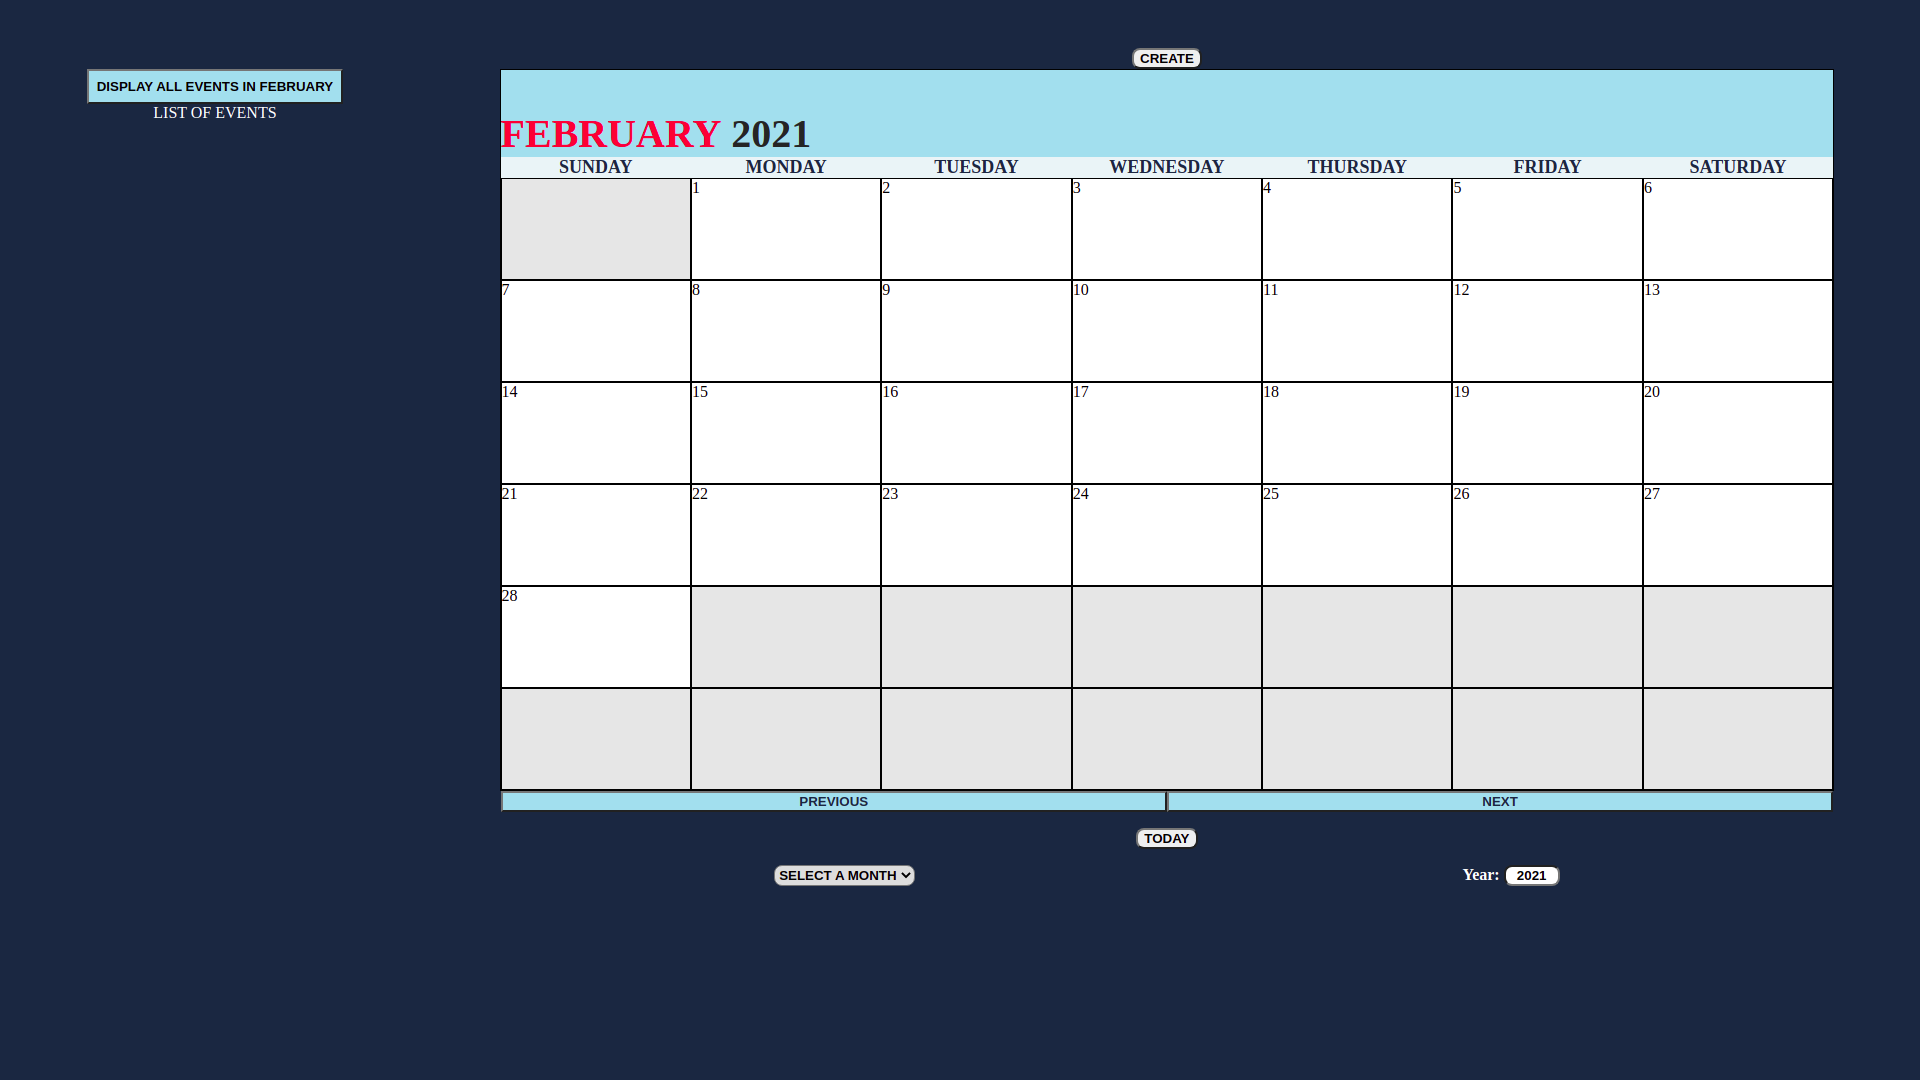 CREATE
DISPLAY ALL EVENTS IN FEBRUARY
LIST OF EVENTS
FEBRUARY 2021
SUNDAY MONDAY TUESDAY WEDNESDAY THURSDAY FRIDAY SATURDAY
1 2 3 4 5 6
7 8 9 10 11 12 13
14 15 16 17 18 19 20
21 22 23 24 25 26 27
28
PREVIOUS NEXT
TODAY
SELECT A MONTH Year: 2021